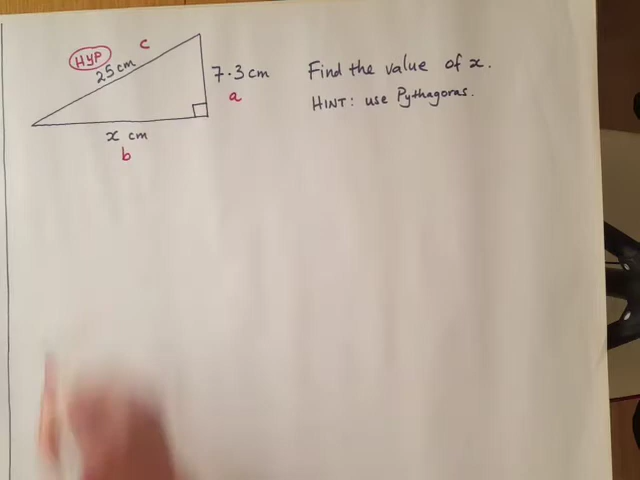 HYP
c
25 cm
7·3 cm
a
x cm
b
Find the value of x.
HINT: use Pythagoras.